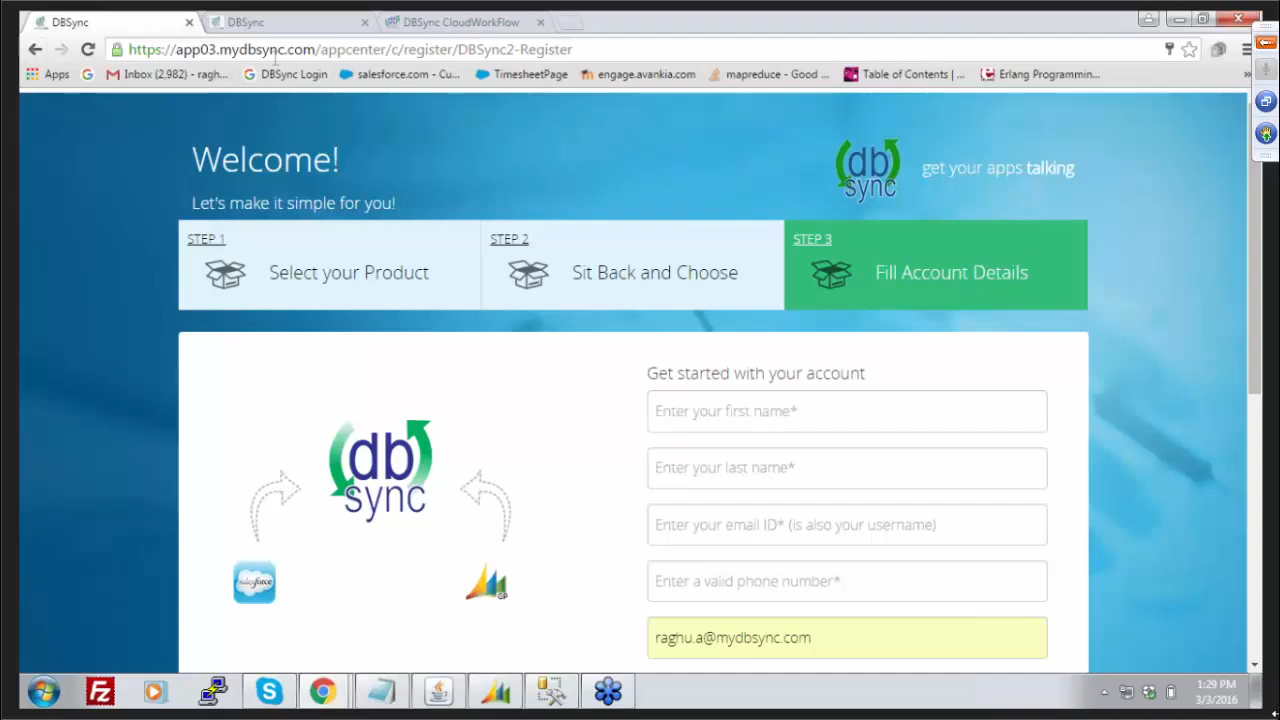 DBSync
DBSync
DBSync CloudWorkFlow
https://app03.mydbsync.com/appcenter/c/register/DBSync2-Register
Apps
Inbox (2,982) - ragh...
DBSync Login
salesforce.com - Cu...
TimesheetPage
engage.avankia.com
mapreduce - Good ...
Table of Contents | ...
Erlang Programmin...
Welcome!
Let's make it simple for you!
db
sync
get your apps talking
STEP 1
Select your Product
STEP 2
Sit Back and Choose
STEP 3
Fill Account Details
Get started with your account
Enter your first name*
Enter your last name*
Enter your email ID* (is also your username)
Enter a valid phone number*
raghu.a@mydbsync.com
db
sync
salesforce
GP
1:29 PM
3/3/2016